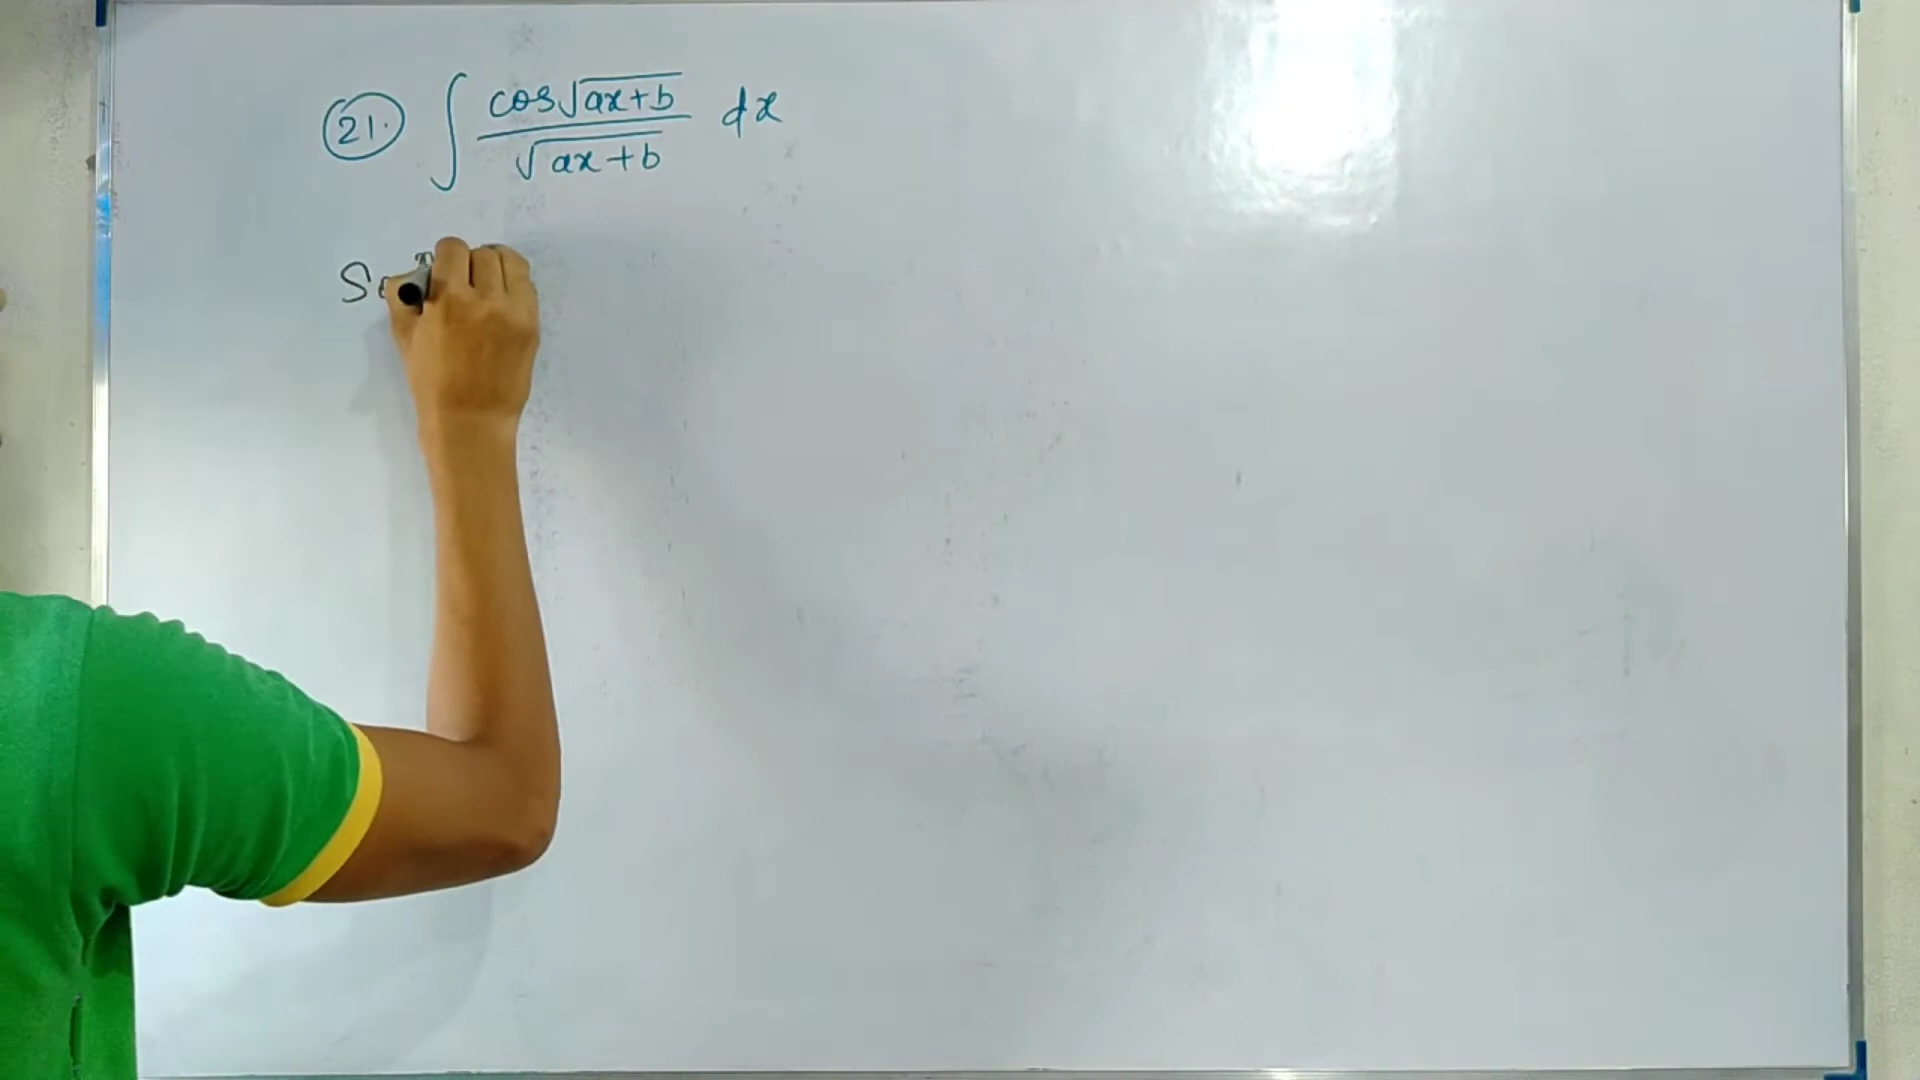 21. ∫ cos√(ax+b) / √(ax+b) dx